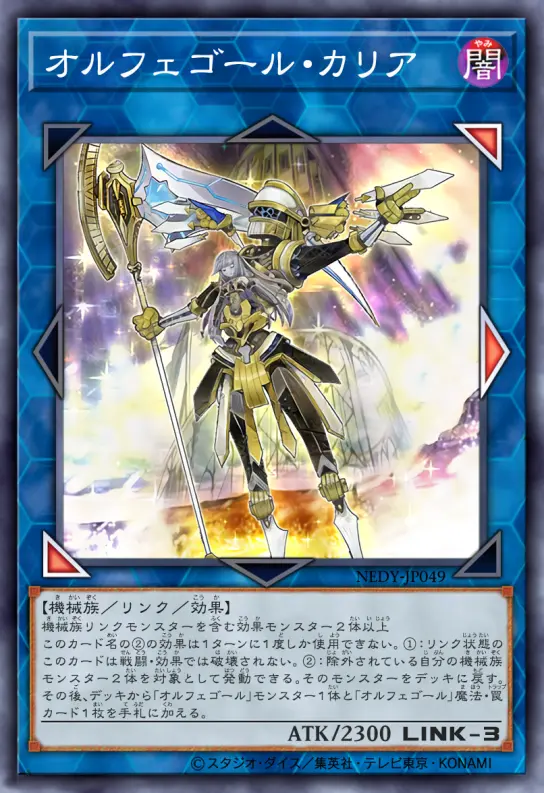 オルフェゴール・カリア
闇
NEDY-JP049
【機械族/リンク/効果】
機械族リンクモンスターを含む効果モンスター2体以上
このカード名の②の効果は1ターンに1度しか使用できない。①:リンク状態の
このカードは戦闘・効果では破壊されない。②:除外されている自分の機械族
モンスター2体を対象として発動できる。そのモンスターをデッキに戻す。
その後、デッキから「オルフェゴール」モンスター1体と「オルフェゴール」魔法・罠
カード1枚を手札に加える。
ATK/2300 LINK-3
©スタジオ・ダイス/集英社・テレビ東京・KONAMI